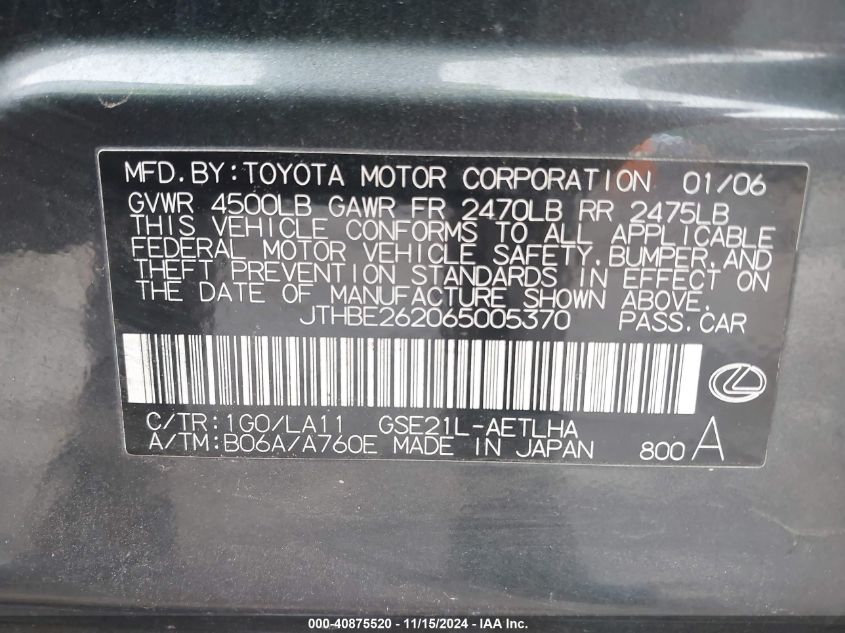 MFD.BY:TOYOTA MOTOR CORPORATION 01/06
GVWR 4500LB GAWR FR 2470LB RR 2475LB
THIS VEHICLE CONFORMS TO ALL APPLICABLE
FEDERAL MOTOR VEHICLE SAFETY,BUMPER,AND
THEFT PREVENTION STANDARDS IN EFFECT ON
THE DATE OF MANUFACTURE SHOWN ABOVE.
JTHBE262065005370 PASS.CAR
C/TR:1G0/LA11 GSE21L-AETLHA
A/TM:B06A/A760E MADE IN JAPAN 800 A
000-40875520 - 11/15/2024 - IAA Inc.